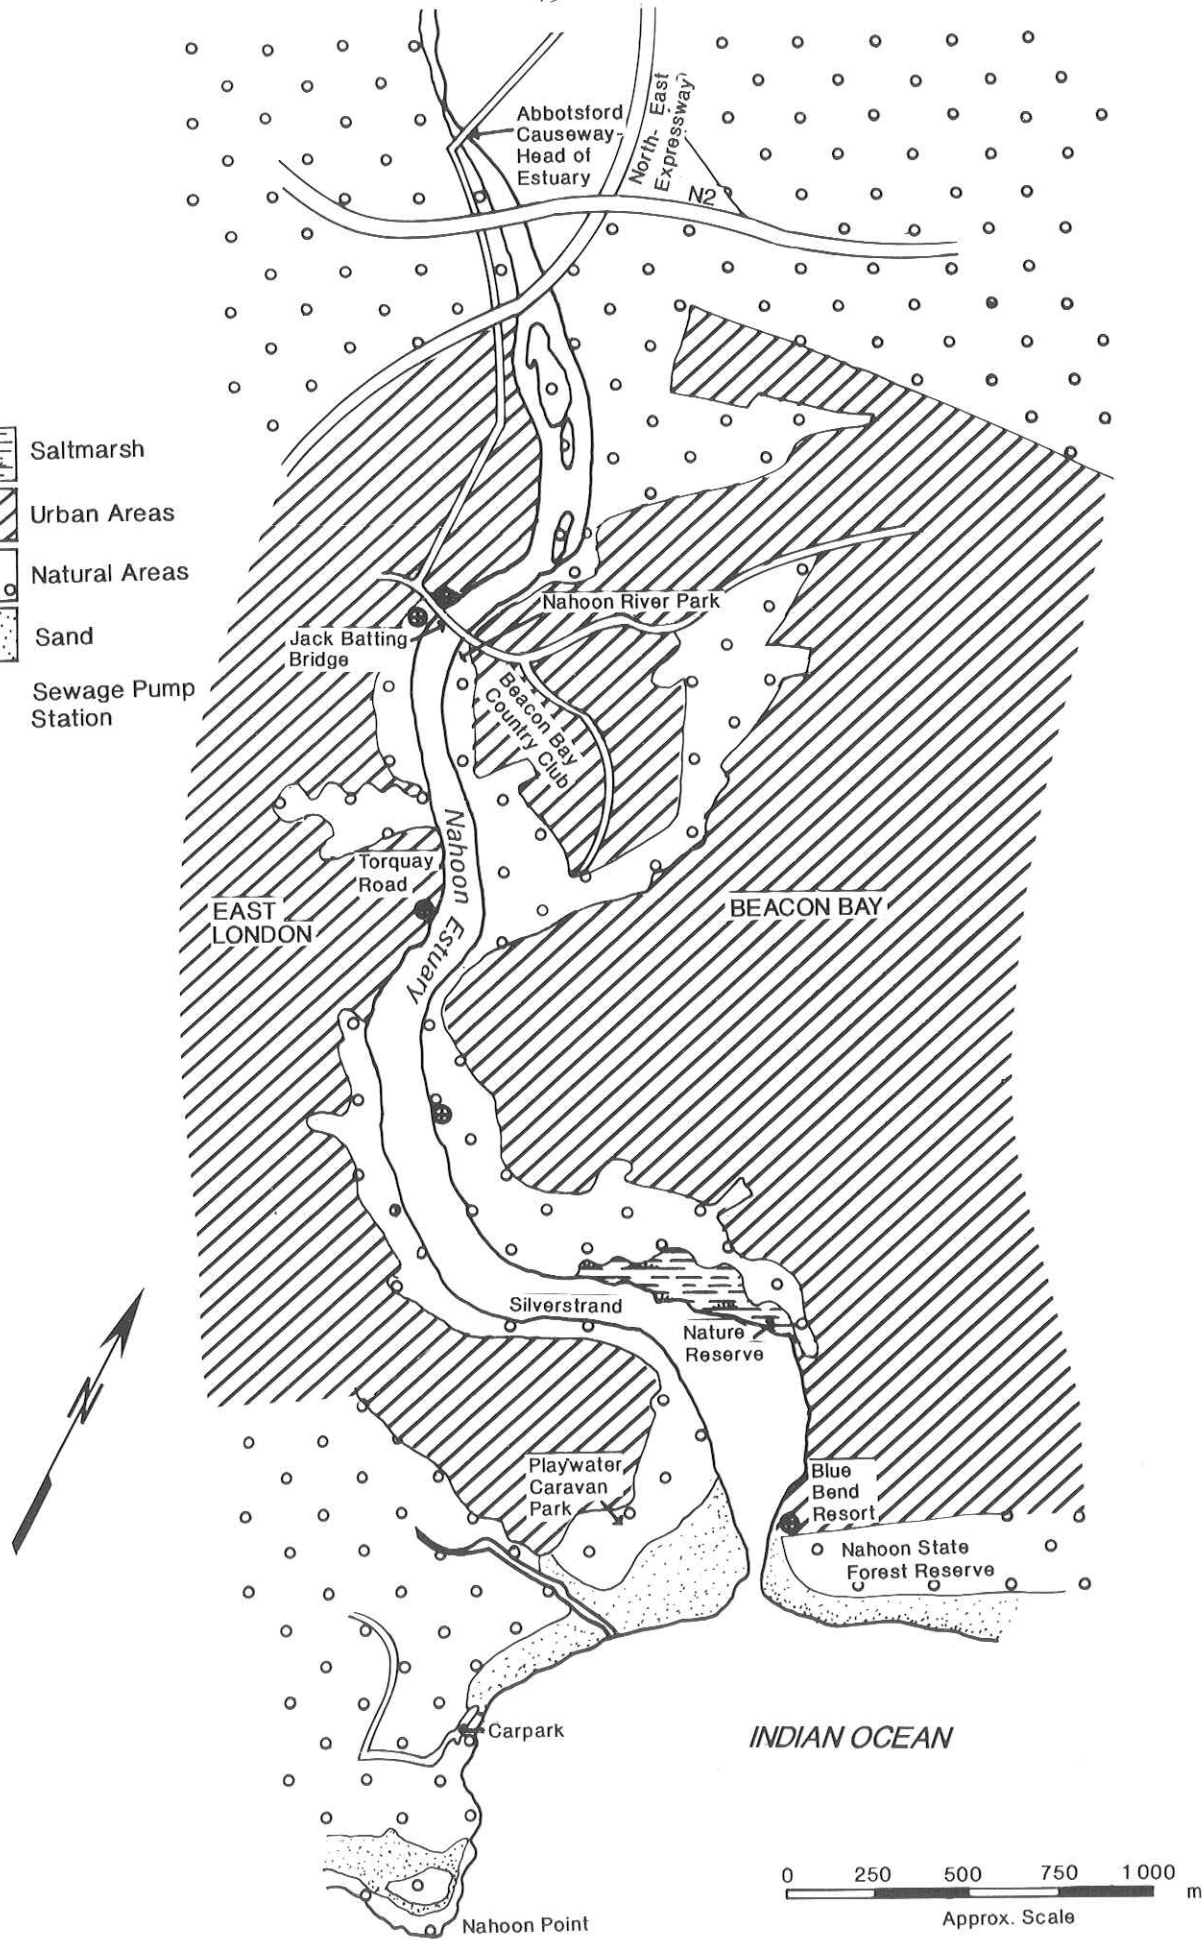 Abbotsford
Causeway-
Head of
Estuary
North- East
Expressway
N2
Saltmarsh
Urban Areas
Natural Areas
Sand
Sewage Pump
Station
Nahoon River Park
Jack Batting
Bridge
Beacon Bay
Country Club
Nahoon Estuary
Torquay
Road
EAST
LONDON
BEACON BAY
Silverstrand
Nature
Reserve
N
Playwater
Caravan
Park
Blue
Bend
Resort
Nahoon State
Forest Reserve
Carpark
INDIAN OCEAN
0 250 500 750 1 000
m
Approx. Scale
Nahoon Point